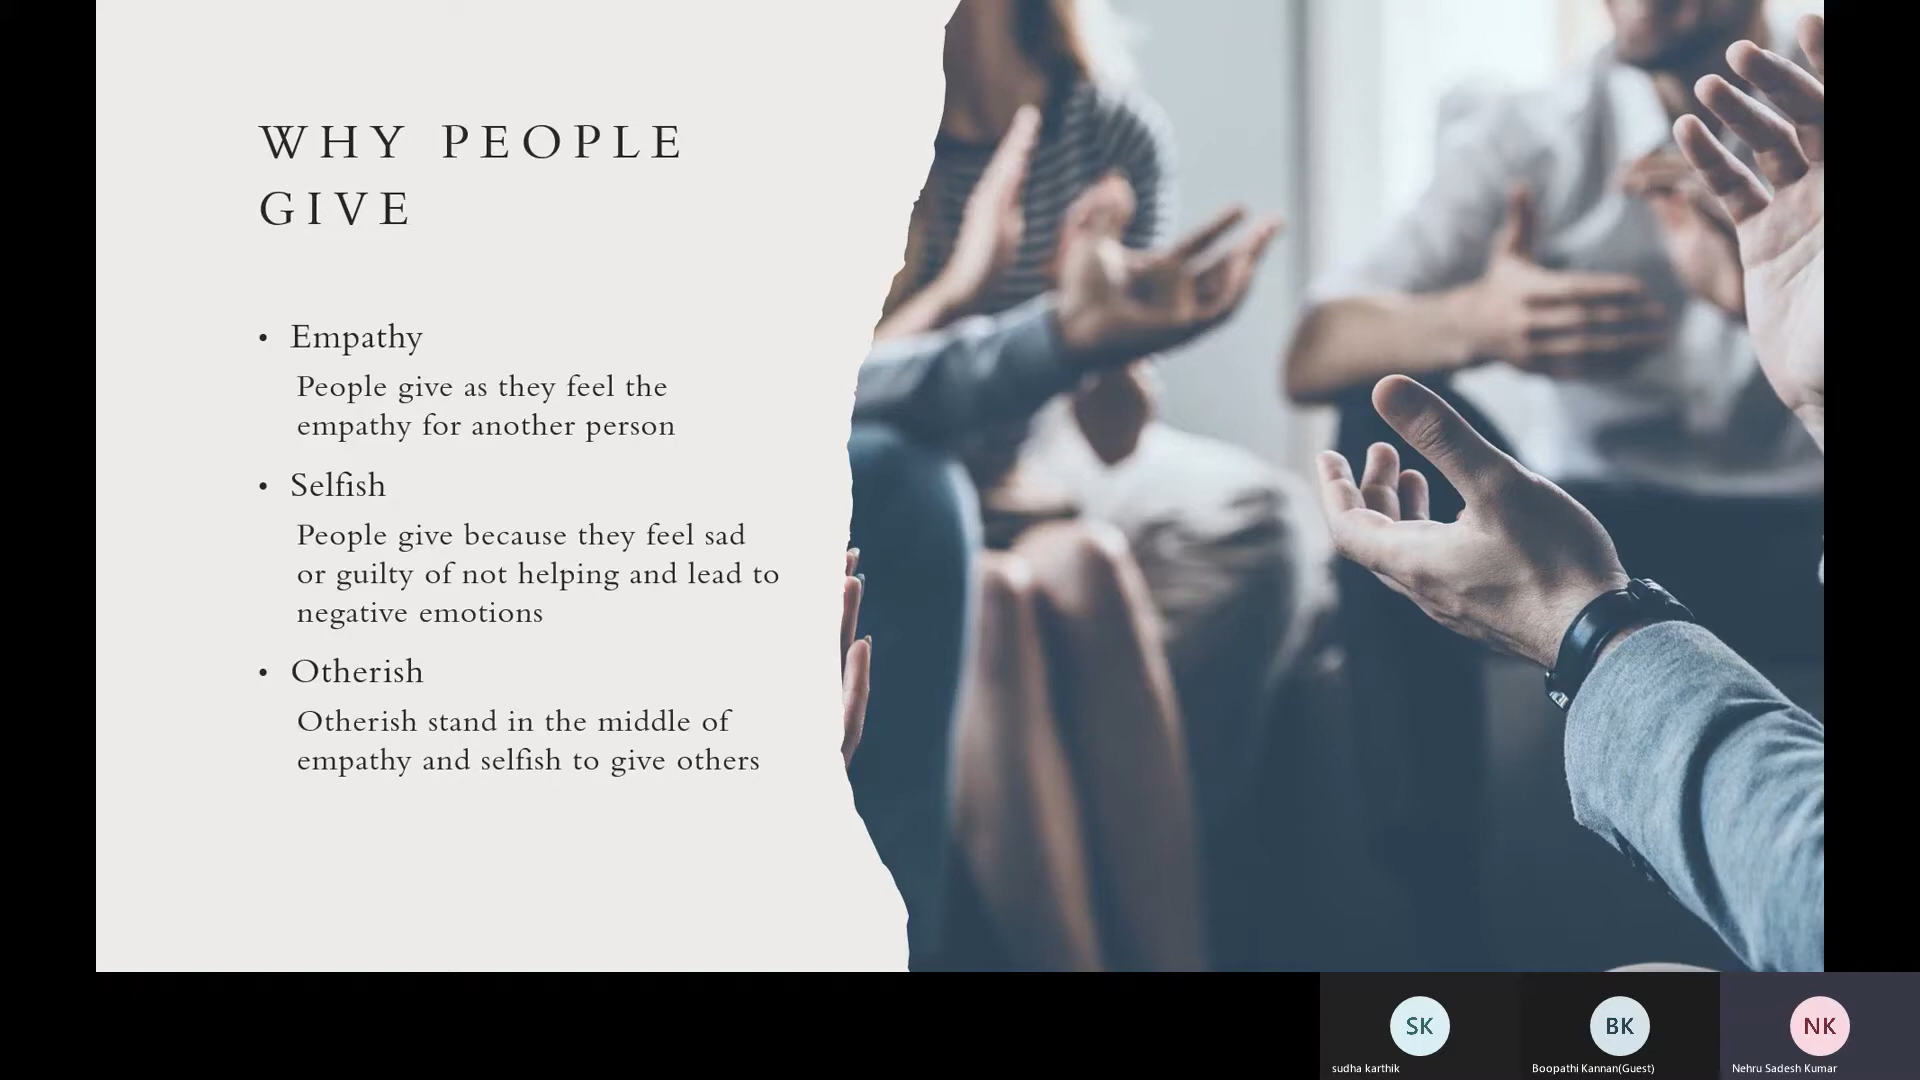 WHY PEOPLE
GIVE
• Empathy
People give as they feel the
empathy for another person
• Selfish
People give because they feel sad
or guilty of not helping and lead to
negative emotions
• Otherish
Otherish stand in the middle of
empathy and selfish to give others
SK
BK
NK
sudha karthik
Boopathi Kannan(Guest)
Nehru Sadesh Kumar